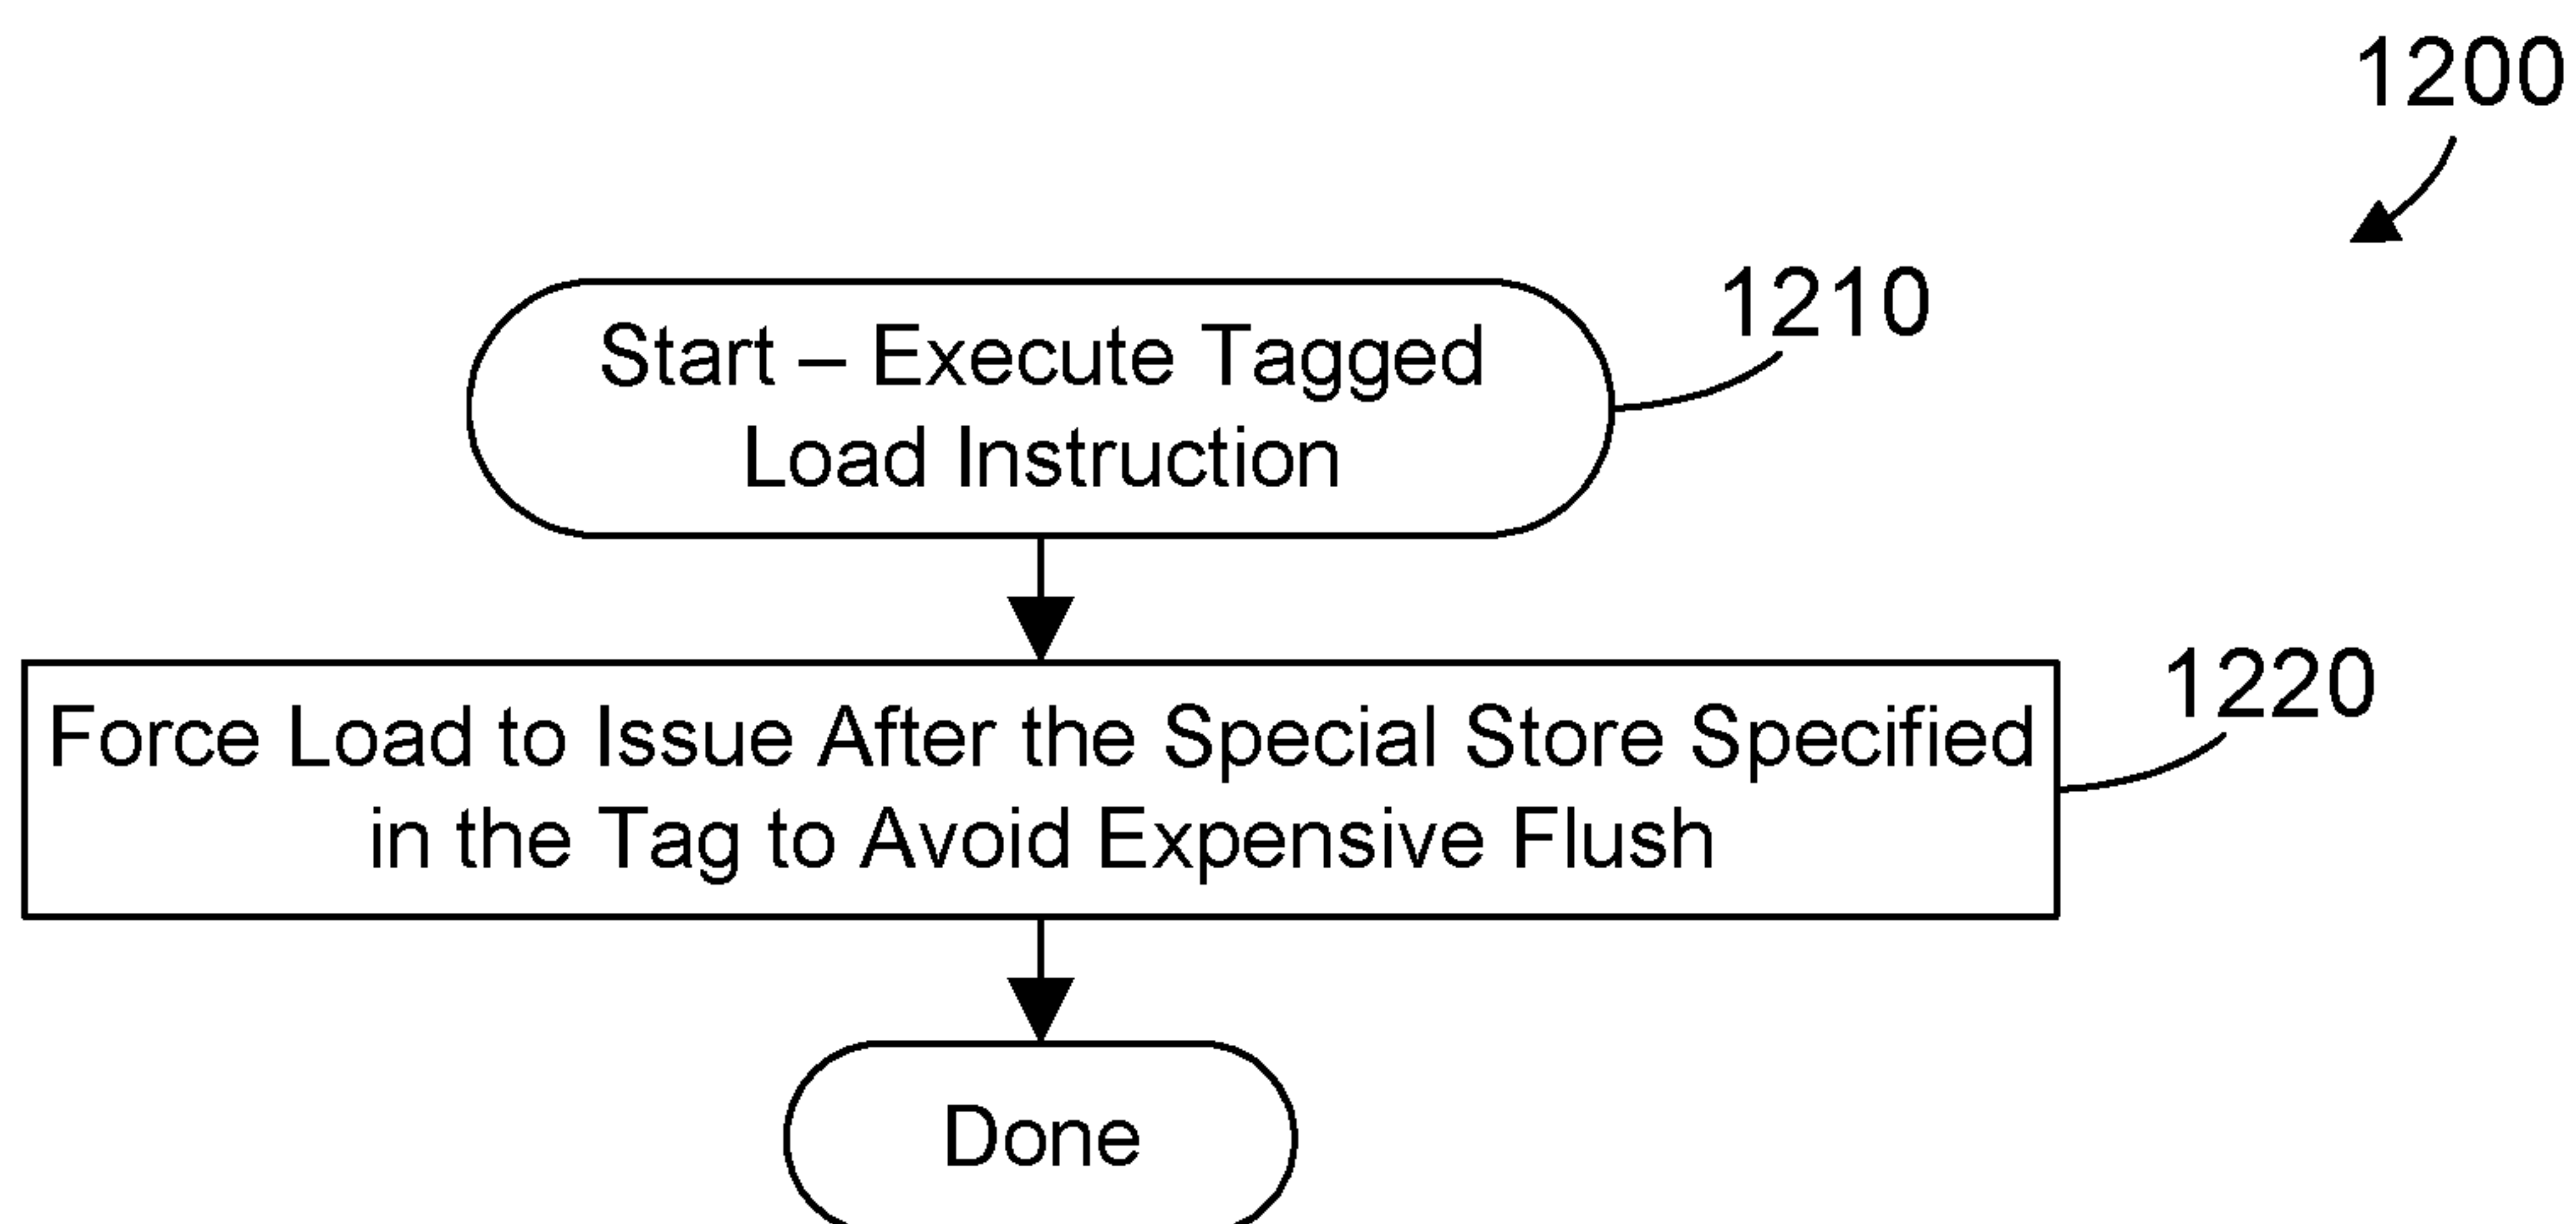 1200
1210
Start – Execute Tagged
Load Instruction
1220
Force Load to Issue After the Special Store Specified
in the Tag to Avoid Expensive Flush
Done